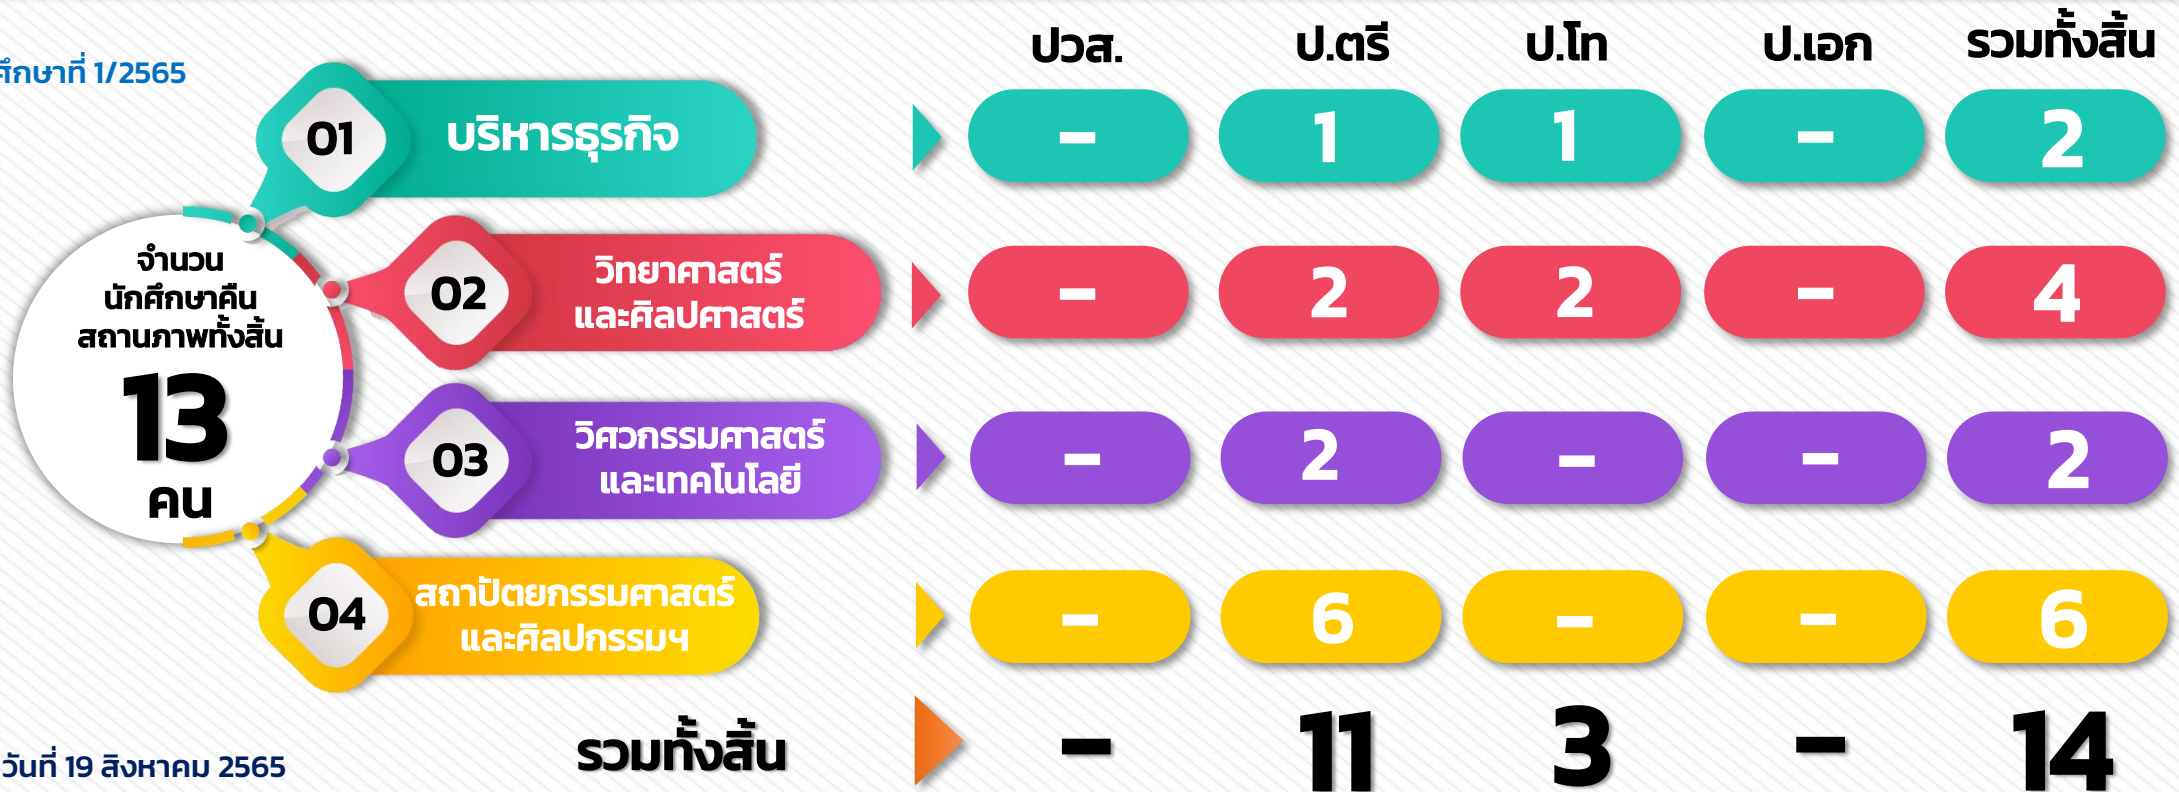 ปวส. ป.ตรี ป.โท ป.เอก รวมทั้งสิ้น
ศึกษาที่ 1/2565
01 บริหารธุรกิจ - 1 1 - 2
จำนวน
นักศึกษาคืน
สถานภาพทั้งสิ้น
13
คน
02 วิทยาศาสตร์
และศิลปศาสตร์ - 2 2 - 4
03 วิศวกรรมศาสตร์
และเทคโนโลยี - 2 - - 2
04 สถาปัตยกรรมศาสตร์
และศิลปกรรมฯ - 6 - - 6
รวมทั้งสิ้น - 11 3 - 14
วันที่ 19 สิงหาคม 2565